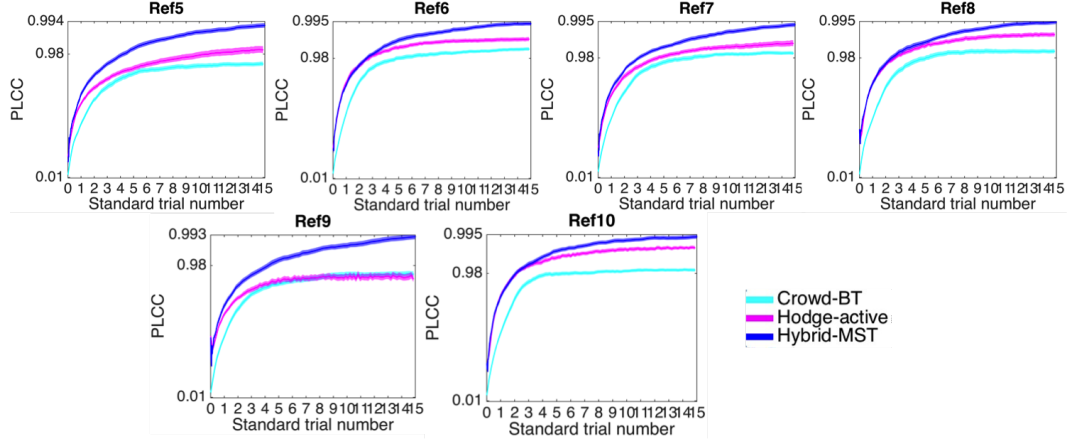 Ref5
0.994
0.98
0.01
PLCC
0 1 2 3 4 5 6 7 8 9 10 11 12 13 14 15
Standard trial number
Ref6
0.995
0.98
0.01
PLCC
0 1 2 3 4 5 6 7 8 9 10 11 12 13 14 15
Standard trial number
Ref7
0.995
0.98
0.01
PLCC
0 1 2 3 4 5 6 7 8 9 10 11 12 13 14 15
Standard trial number
Ref8
0.995
0.98
0.01
PLCC
0 1 2 3 4 5 6 7 8 9 10 11 12 13 14 15
Standard trial number
Ref9
0.993
0.98
0.01
PLCC
0 1 2 3 4 5 6 7 8 9 10 11 12 13 14 15
Standard trial number
Ref10
0.995
0.98
0.01
PLCC
0 1 2 3 4 5 6 7 8 9 10 11 12 13 14 15
Standard trial number
Crowd-BT
Hodge-active
Hybrid-MST